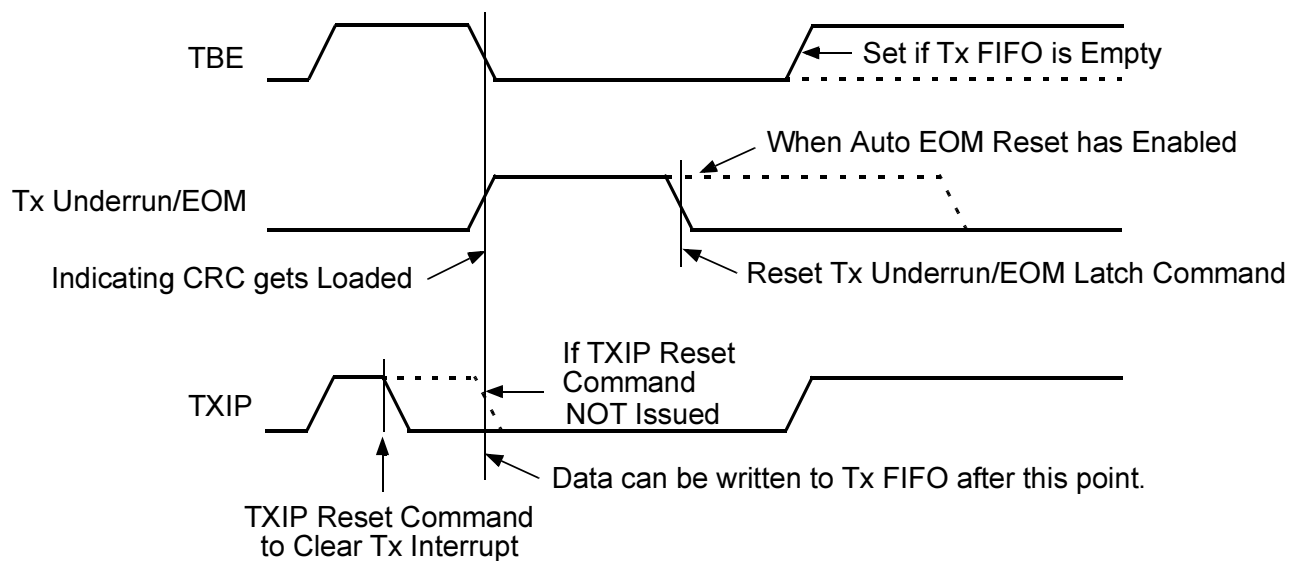 TBE
Set if Tx FIFO is Empty
When Auto EOM Reset has Enabled
Tx Underrun/EOM
Indicating CRC gets Loaded
Reset Tx Underrun/EOM Latch Command
If TXIP Reset
Command
NOT Issued
TXIP
Data can be written to Tx FIFO after this point.
TXIP Reset Command
to Clear Tx Interrupt